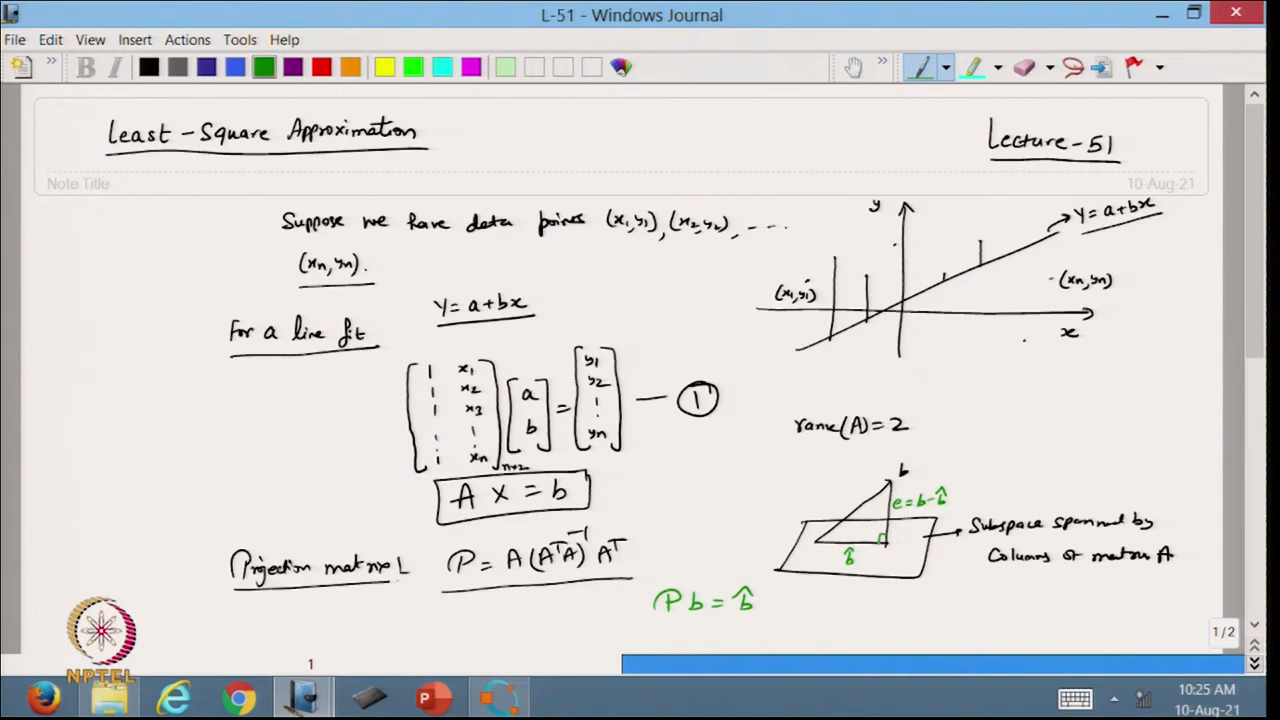 L-51 - Windows Journal
File Edit View Insert Actions Tools Help
Least-Square Approximation
Lecture-51
Note Title
10-Aug-21
Suppose we have data points (x1,y1), (x2,y2), ----
(xn,yn).
y
Y=a+bx
(x1,y1)
(xn,yn)
x
For a line fit
Y=a+bx
1 x1
1 x2
1 x3
1 xn
n×2
a
b
=
y1
y2
yn
— 1
rank(A)=2
A X = b
b
e=b-b̂
b̂
Subspace spanned by
Columns of matrix A
Projection matrix
P = A(AᵀA)⁻¹Aᵀ
Pb = b̂
1/2
1
NPTEL
10:25 AM
10-Aug-21